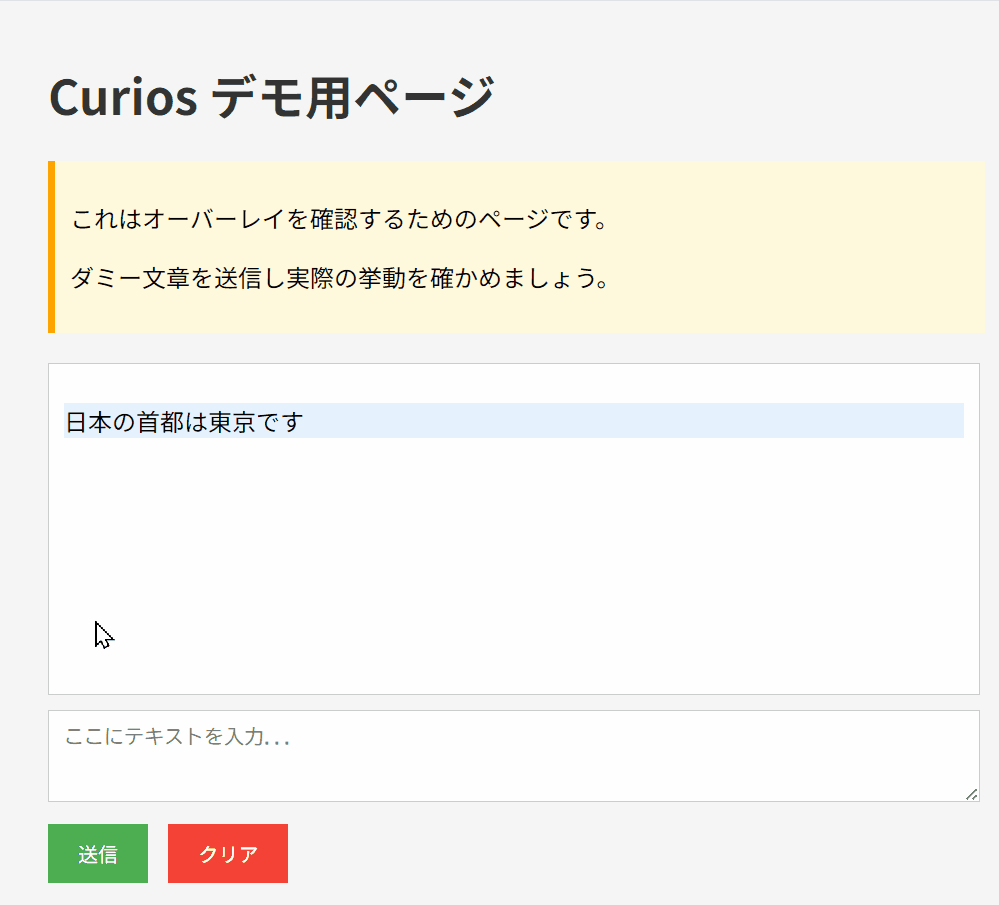 Curios デモ用ページ
これはオーバーレイを確認するためのページです。
ダミー文章を送信し実際の挙動を確かめましょう。
日本の首都は東京です
ここにテキストを入力...
送信
クリア